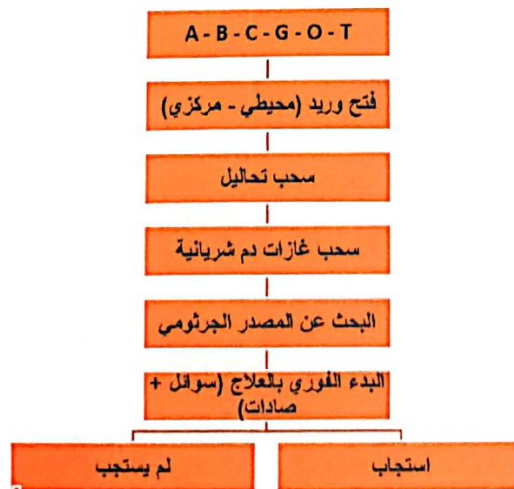 A - B - C - G - O - T
فتح وريد (محيطي - مركزي)
سحب تحاليل
سحب غازات دم شريانية
البحث عن المصدر الجرثومي
البدء الفوري بالعلاج (سوائل +
صادات)
استجاب
لم يستجب